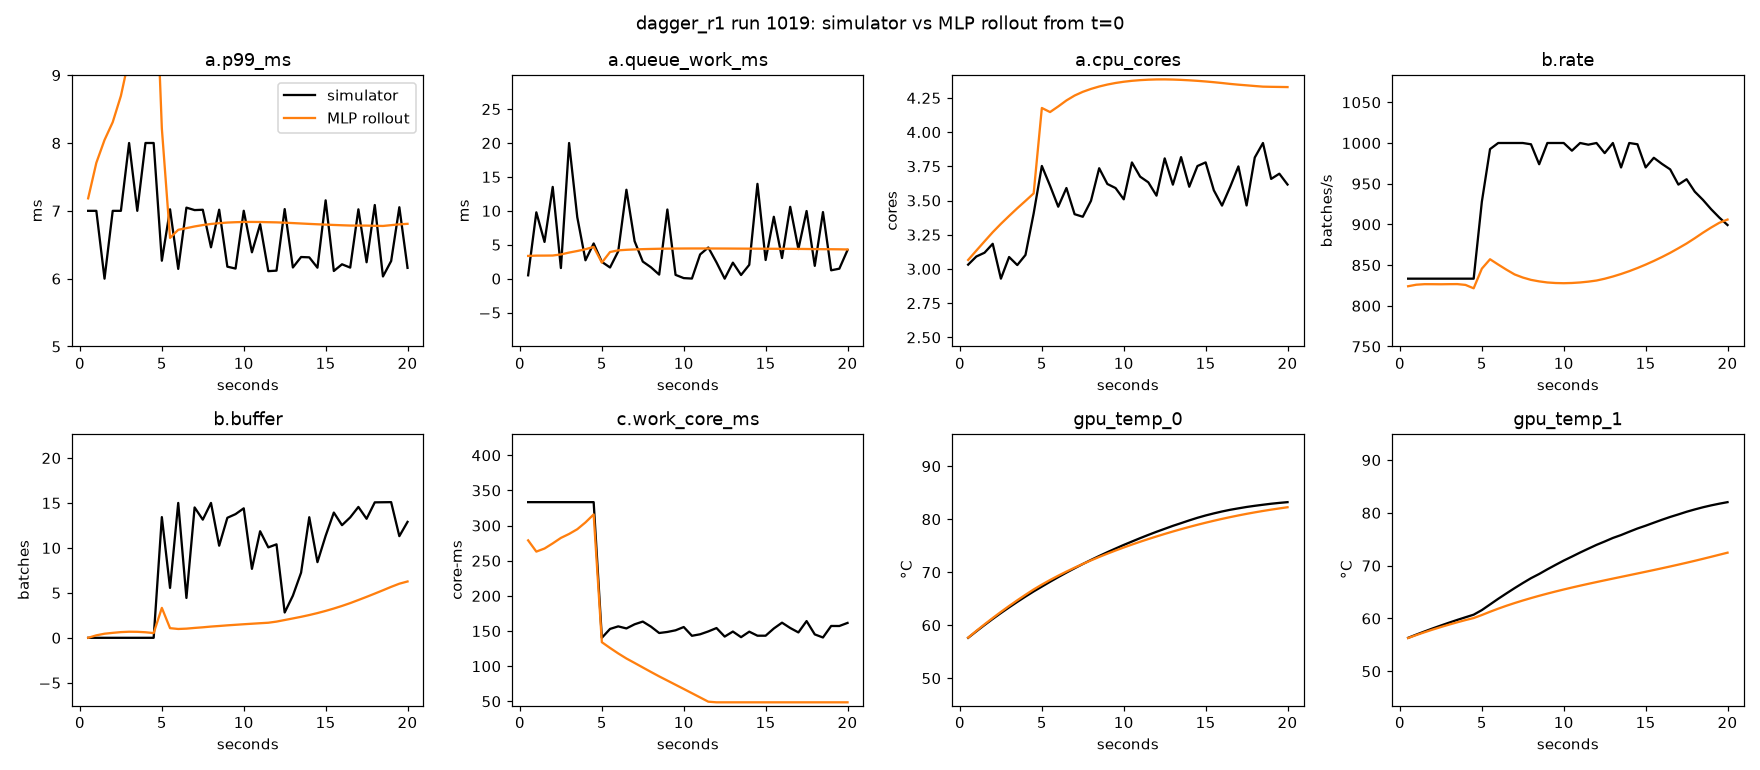 dagger_r1 run 1019: simulator vs MLP rollout from t=0
a.p99_ms
9
8
7
6
5
ms
simulator
MLP rollout
0 5 10 15 20
seconds
a.queue_work_ms
25
20
15
10
5
0
−5
ms
0 5 10 15 20
seconds
a.cpu_cores
4.25
4.00
3.75
3.50
3.25
3.00
2.75
2.50
cores
0 5 10 15 20
seconds
b.rate
1050
1000
950
900
850
800
750
batches/s
0 5 10 15 20
seconds
b.buffer
20
15
10
5
0
−5
batches
0 5 10 15 20
seconds
c.work_core_ms
400
350
300
250
200
150
100
50
core-ms
0 5 10 15 20
seconds
gpu_temp_0
90
80
70
60
50
°C
0 5 10 15 20
seconds
gpu_temp_1
90
80
70
60
50
°C
0 5 10 15 20
seconds